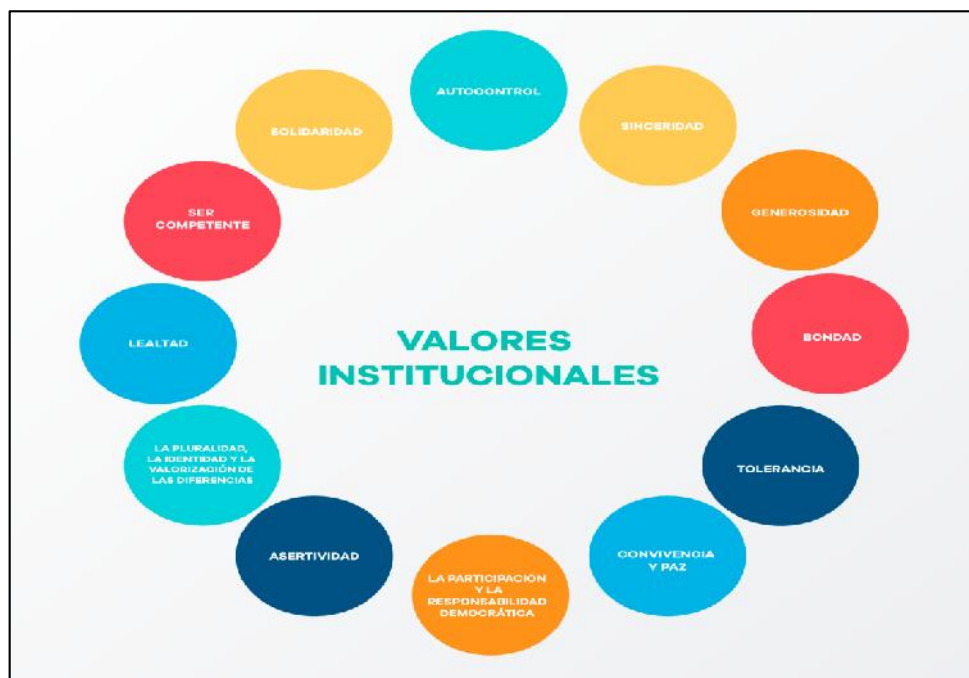 AUTOCONTROL
SINCERIDAD
GENEROSIDAD
BONDAD
TOLERANCIA
CONVIVENCIA
Y PAZ
LA PARTICIPACIÓN
Y LA
RESPONSABILIDAD
DEMOCRÁTICA
ASERTIVIDAD
LA PLURALIDAD,
LA IDENTIDAD Y LA
VALORIZACIÓN DE
LAS DIFERENCIAS
LEALTAD
SER
COMPETENTE
SOLIDARIDAD
VALORES
INSTITUCIONALES